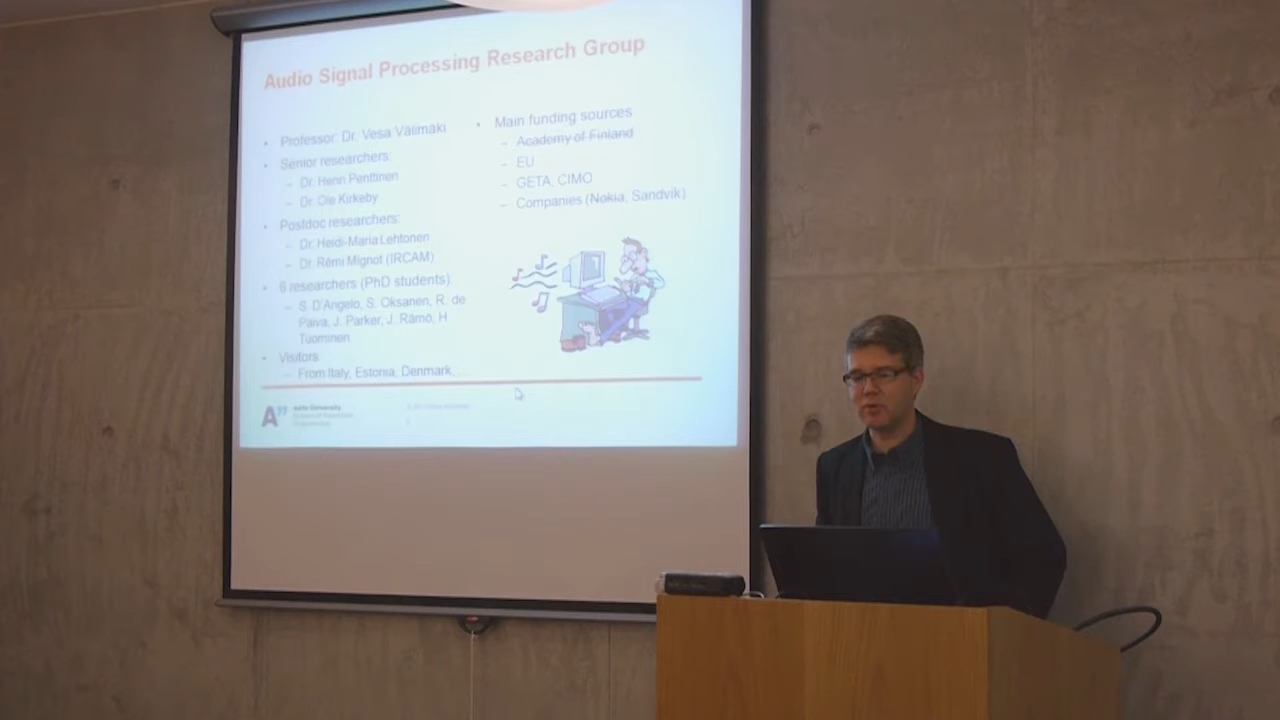 Audio Signal Processing Research Group
• Professor: Dr. Vesa Välimäki
• Senior researchers:
– Dr. Henri Penttinen
– Dr. Ole Kirkeby
• Postdoc researchers:
– Dr. Heidi-Maria Lehtonen
– Dr. Rémi Mignot (IRCAM)
• 6 researchers (PhD students)
– S. D'Angelo, S. Oksanen, R. de
Paiva, J. Parker, J. Rämö, H
Tuominen
• Visitors
– From Italy, Estonia, Denmark,...
• Main funding sources
– Academy of Finland
– EU
– GETA, CIMO
– Companies (Nokia, Sandvik)
A”
Aalto University